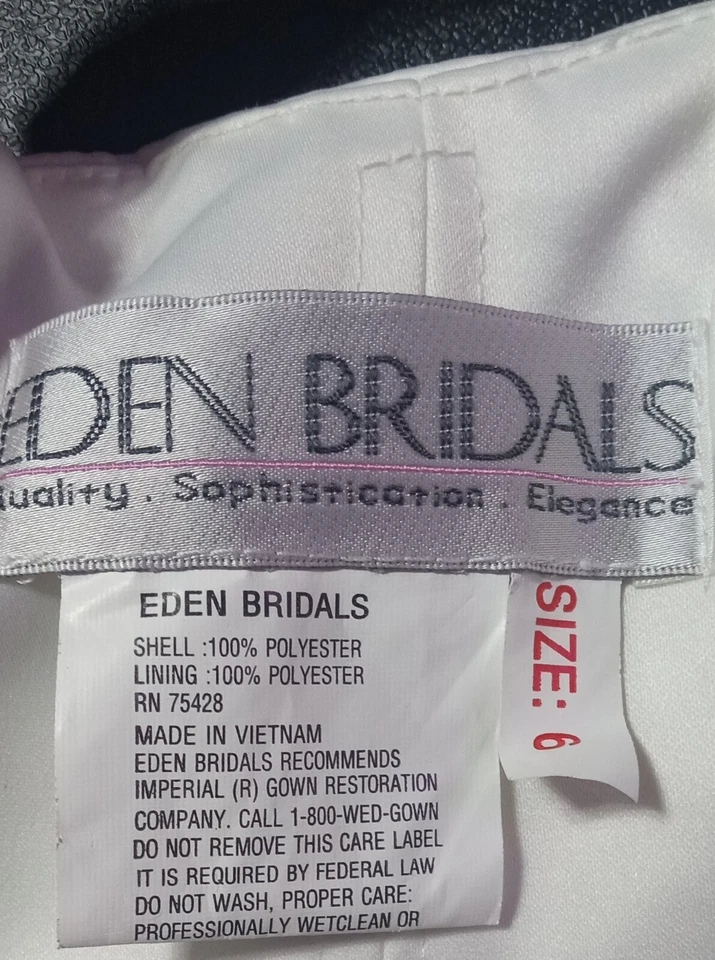 EDEN BRIDALS
Quality . Sophistication . Elegance
EDEN BRIDALS
SHELL :100% POLYESTER
LINING :100% POLYESTER
RN 75428
MADE IN VIETNAM
EDEN BRIDALS RECOMMENDS
IMPERIAL (R) GOWN RESTORATION
COMPANY. CALL 1-800-WED-GOWN
DO NOT REMOVE THIS CARE LABEL
IT IS REQUIRED BY FEDERAL LAW
DO NOT WASH, PROPER CARE:
PROFESSIONALLY WETCLEAN OR
SIZE: 6